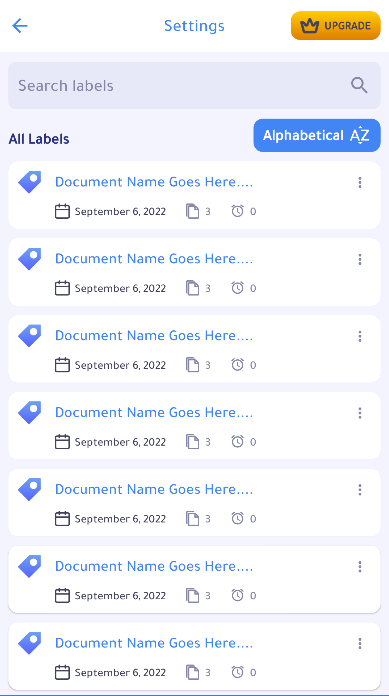 Settings
UPGRADE
Search labels
All Labels
Alphabetical AZ
Document Name Goes Here....
September 6, 2022 3 0
Document Name Goes Here....
September 6, 2022 3 0
Document Name Goes Here....
September 6, 2022 3 0
Document Name Goes Here....
September 6, 2022 3 0
Document Name Goes Here....
September 6, 2022 3 0
Document Name Goes Here....
September 6, 2022 3 0
Document Name Goes Here....
September 6, 2022 3 0